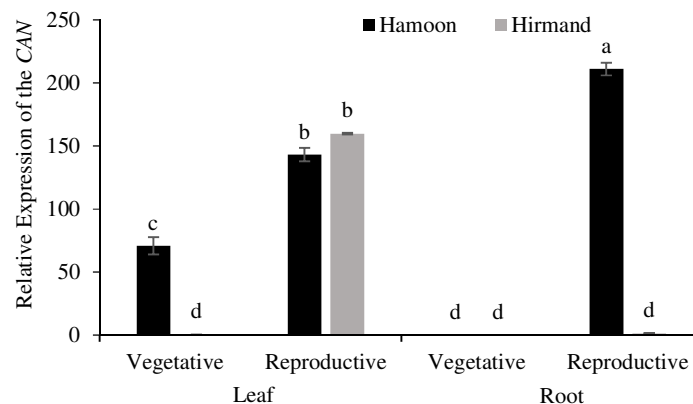 Relative Expression of the CAN
250
200
150
100
50
0
Hamoon Hirmand
c d b b d d a d
Vegetative Reproductive Vegetative Reproductive
Leaf Root